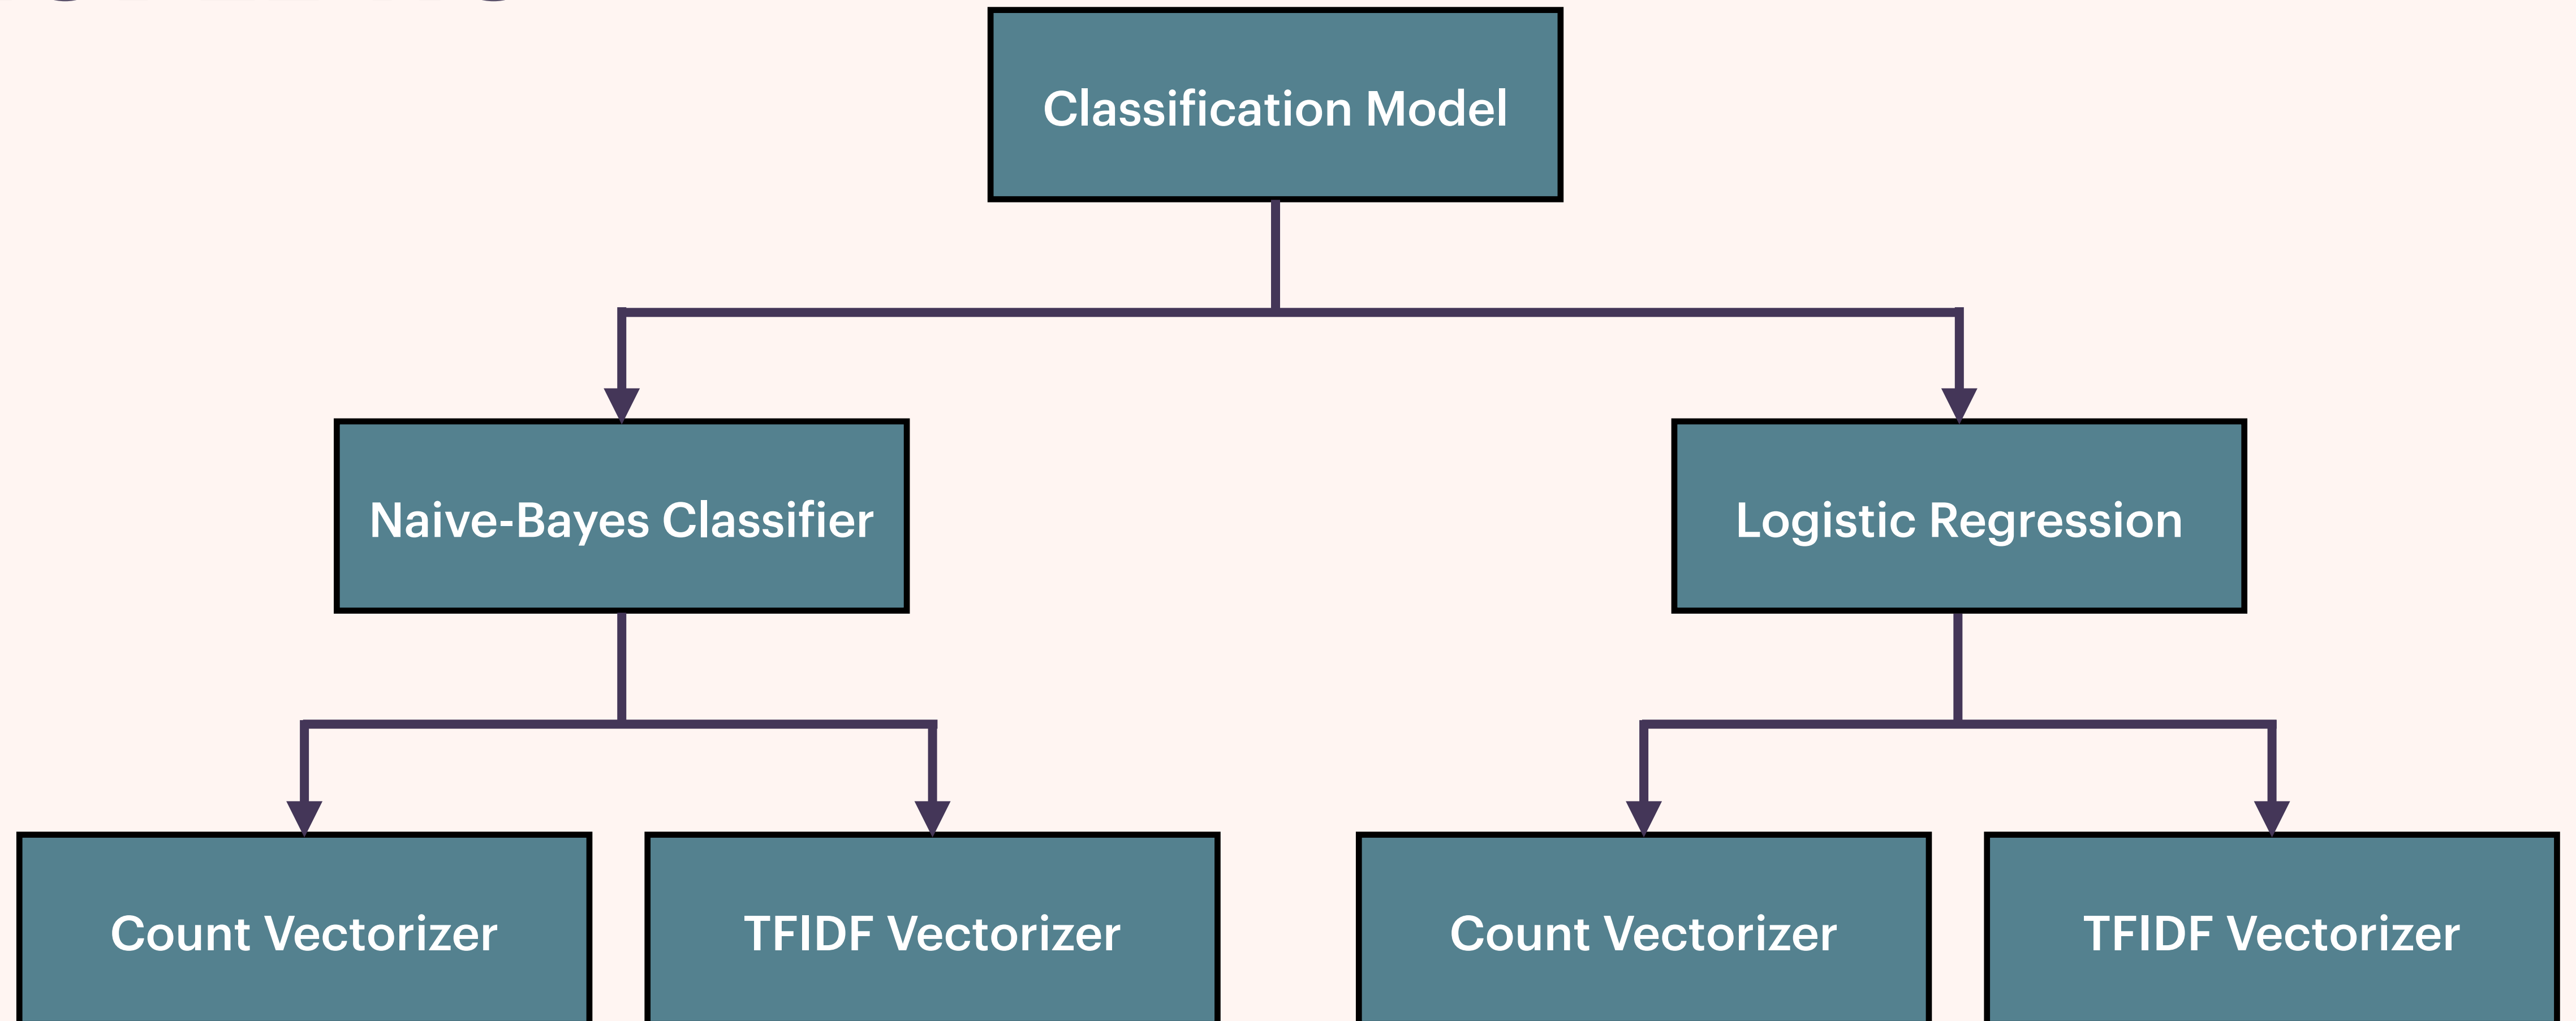 Classification Model
Naive-Bayes Classifier
Logistic Regression
Count Vectorizer
TFIDF Vectorizer
Count Vectorizer
TFIDF Vectorizer